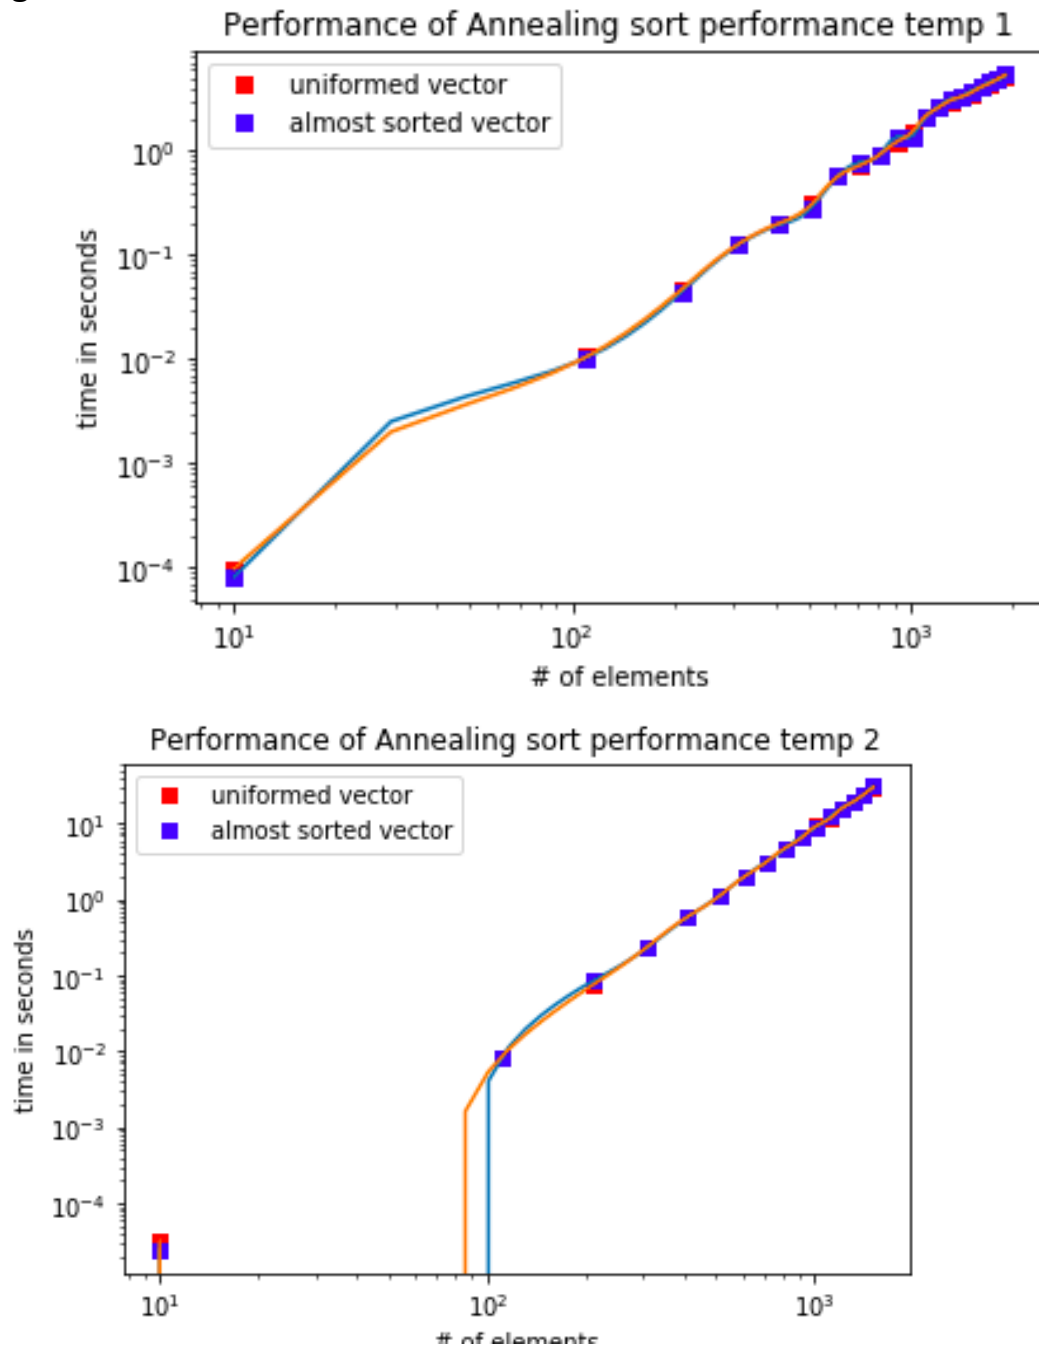 Performance of Annealing sort performance temp 1
uniformed vector
almost sorted vector
10⁰
10⁻¹
10⁻²
10⁻³
10⁻⁴
time in seconds
10¹ 10² 10³
# of elements
Performance of Annealing sort performance temp 2
uniformed vector
almost sorted vector
10¹
10⁰
10⁻¹
10⁻²
10⁻³
10⁻⁴
time in seconds
10¹ 10² 10³
# of elements